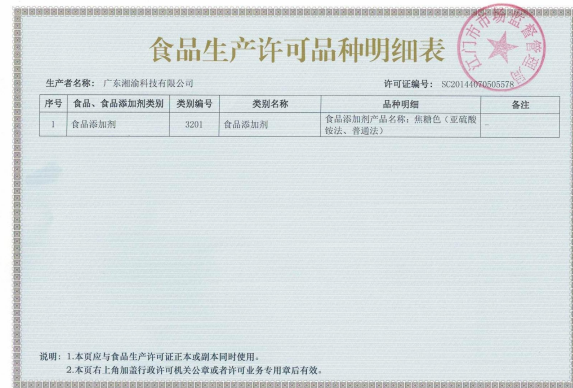 江门市市场监督管理局
食品生产许可品种明细表
生产者名称： 广东湘渝科技有限公司 许可证编号： SC20144070505578
序号 食品、食品添加剂类别 类别编号 类别名称 品种明细 备注
1 食品添加剂 3201 食品添加剂 食品添加剂产品名称：焦糖色（亚硫酸
铵法、普通法） -
说明：1.本页应与食品生产许可证正本或副本同时使用。
2.本页右上角加盖行政许可机关公章或者许可业务专用章后有效。